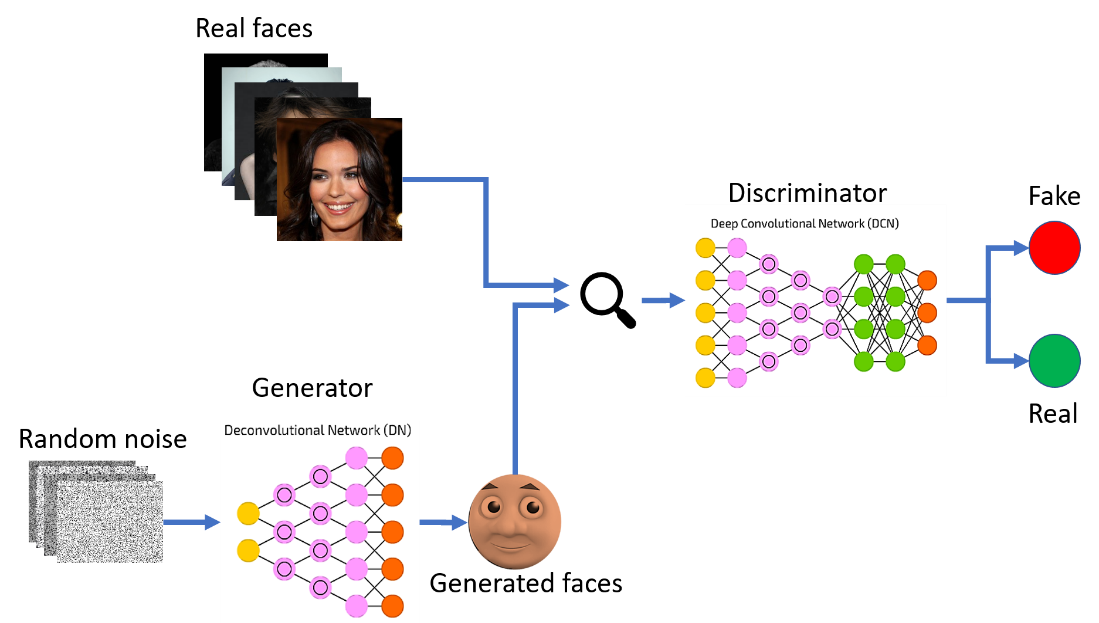 Real faces
Discriminator
Deep Convolutional Network (DCN)
Fake
Real
Generator
Deconvolutional Network (DN)
Random noise
Generated faces